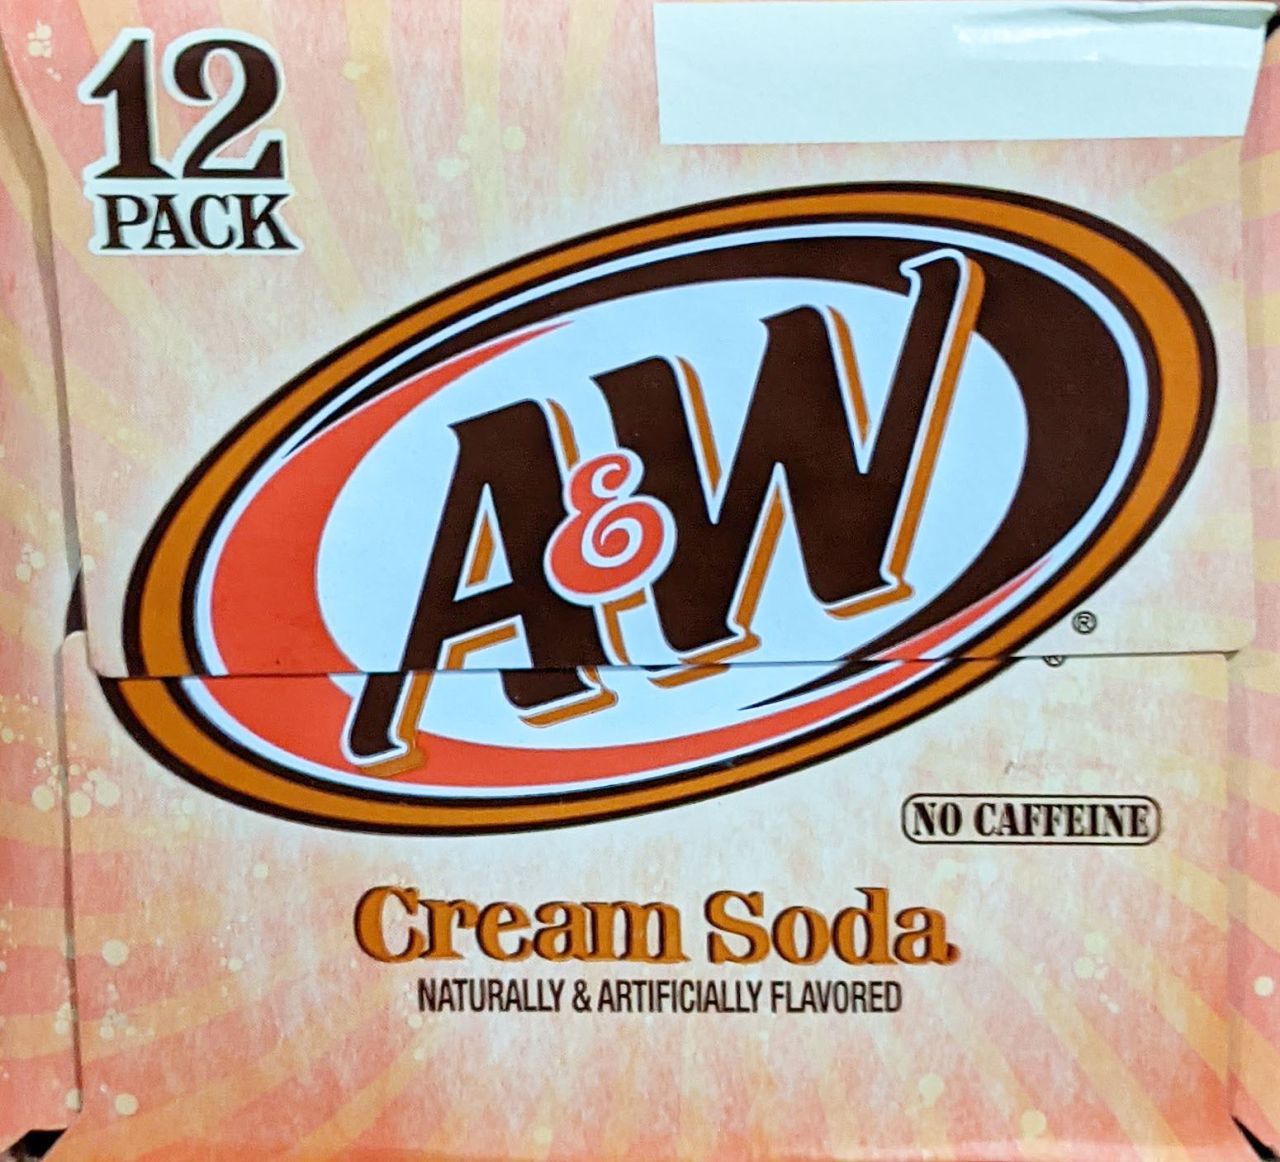 12
PACK
A&W
®
NO CAFFEINE
Cream Soda
NATURALLY & ARTIFICIALLY FLAVORED